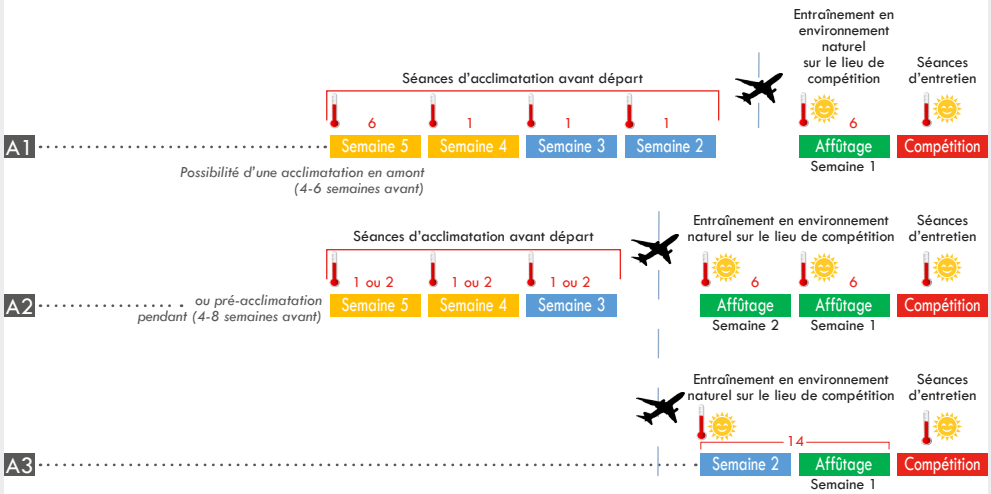 Entraînement en
environnement
naturel
sur le lieu de
compétition
Séances
d'entretien
Séances d'acclimatation avant départ
6
1
1
1
6
A1
Semaine 5
Semaine 4
Semaine 3
Semaine 2
Affûtage
Compétition
Semaine 1
Possibilité d'une acclimatation en amont
(4-6 semaines avant)
Entraînement en environnement
naturel sur le lieu de compétition
Séances
d'entretien
Séances d'acclimatation avant départ
1 ou 2
1 ou 2
1 ou 2
6
6
A2
ou pré-acclimatation
pendant (4-8 semaines avant)
Semaine 5
Semaine 4
Semaine 3
Affûtage
Affûtage
Compétition
Semaine 2
Semaine 1
Entraînement en environnement
naturel sur le lieu de compétition
Séances
d'entretien
14
A3
Semaine 2
Affûtage
Compétition
Semaine 1